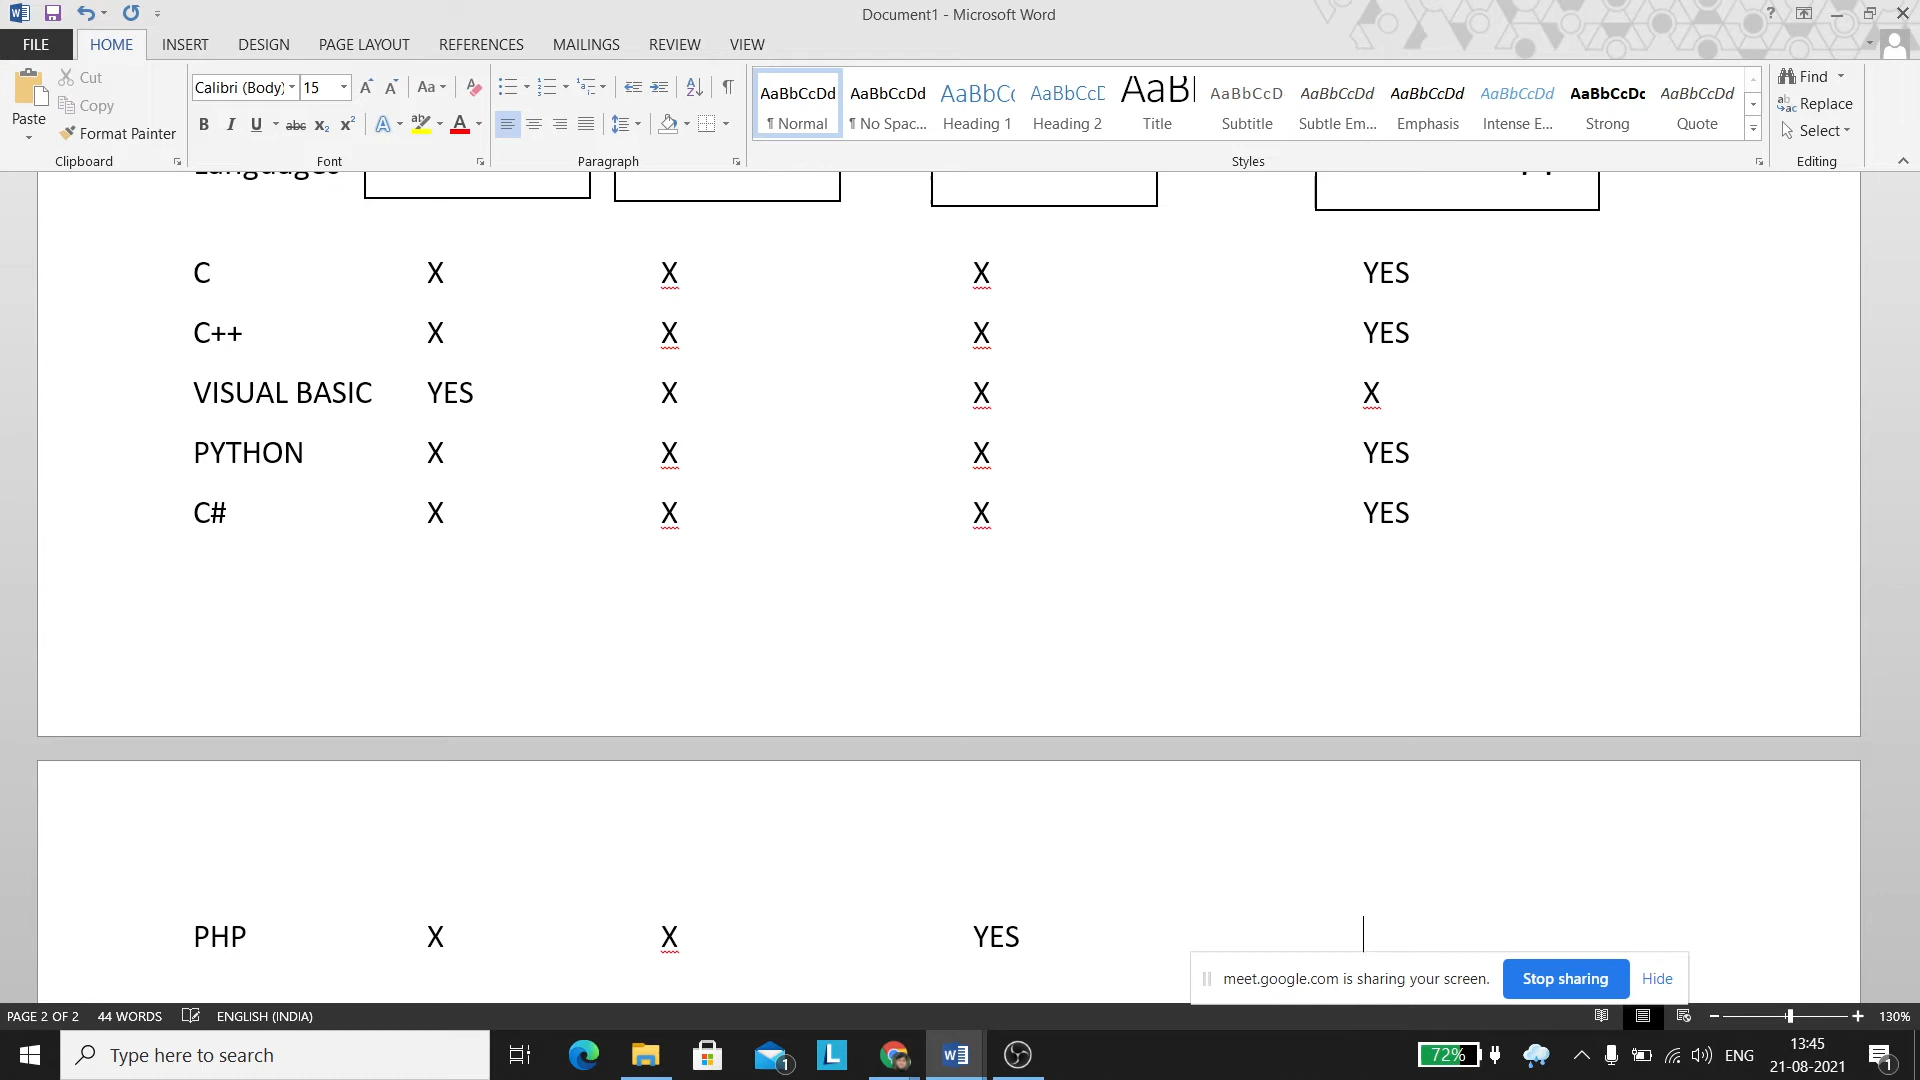 Document1 - Microsoft Word
FILE HOME INSERT DESIGN PAGE LAYOUT REFERENCES MAILINGS REVIEW VIEW
Paste
Cut
Copy
Format Painter
Clipboard
Calibri (Body) 15
Font
Paragraph
AaBbCcDd AaBbCcDd AaBbCc AaBbCcD AaBl AaBbCcD AaBbCcDd AaBbCcDd AaBbCcDd AaBbCcDc AaBbCcDd
¶ Normal ¶ No Spac... Heading 1 Heading 2 Title Subtitle Subtle Em... Emphasis Intense E... Strong Quote
Styles
Find
Replace
Select
Editing
Languages
C X X X YES
C++ X X X YES
VISUAL BASIC YES X X X
PYTHON X X X YES
C# X X X YES
PHP X X YES
meet.google.com is sharing your screen. Stop sharing Hide
PAGE 2 OF 2 44 WORDS ENGLISH (INDIA) 130%
Type here to search
1
72%
ENG
13:45
21-08-2021
1